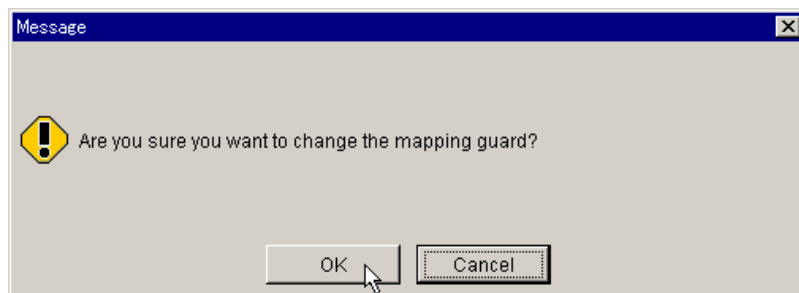 Message
Are you sure you want to change the mapping guard?
OK
Cancel